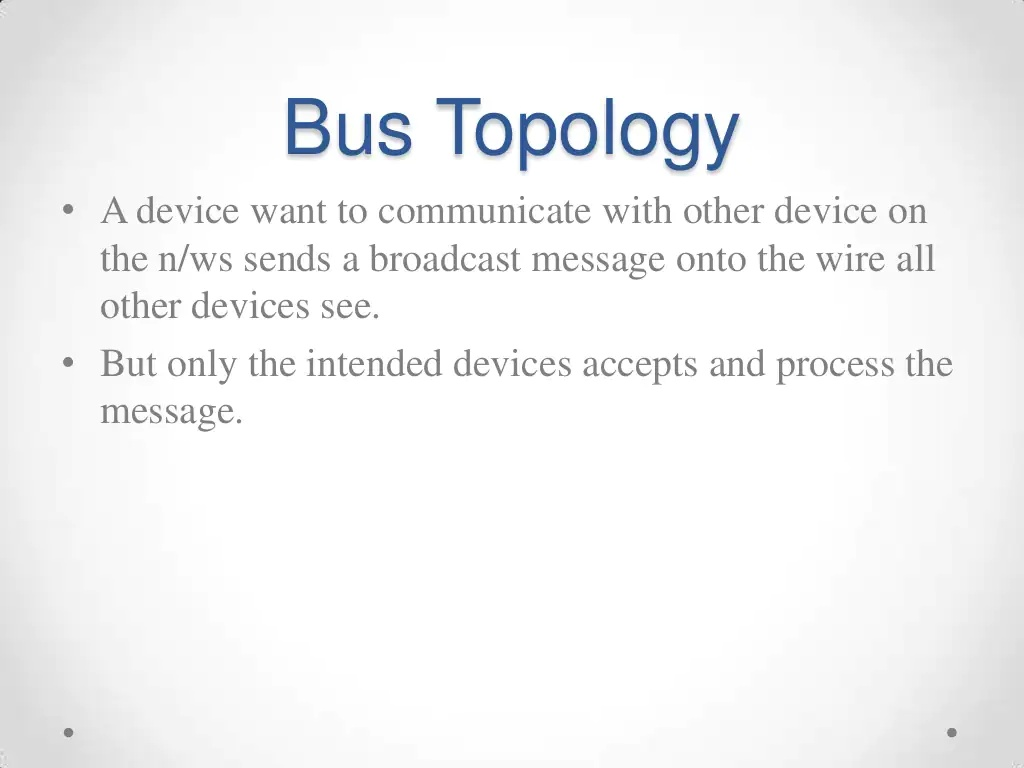 Bus Topology
• A device want to communicate with other device on
the n/ws sends a broadcast message onto the wire all
other devices see.
• But only the intended devices accepts and process the
message.